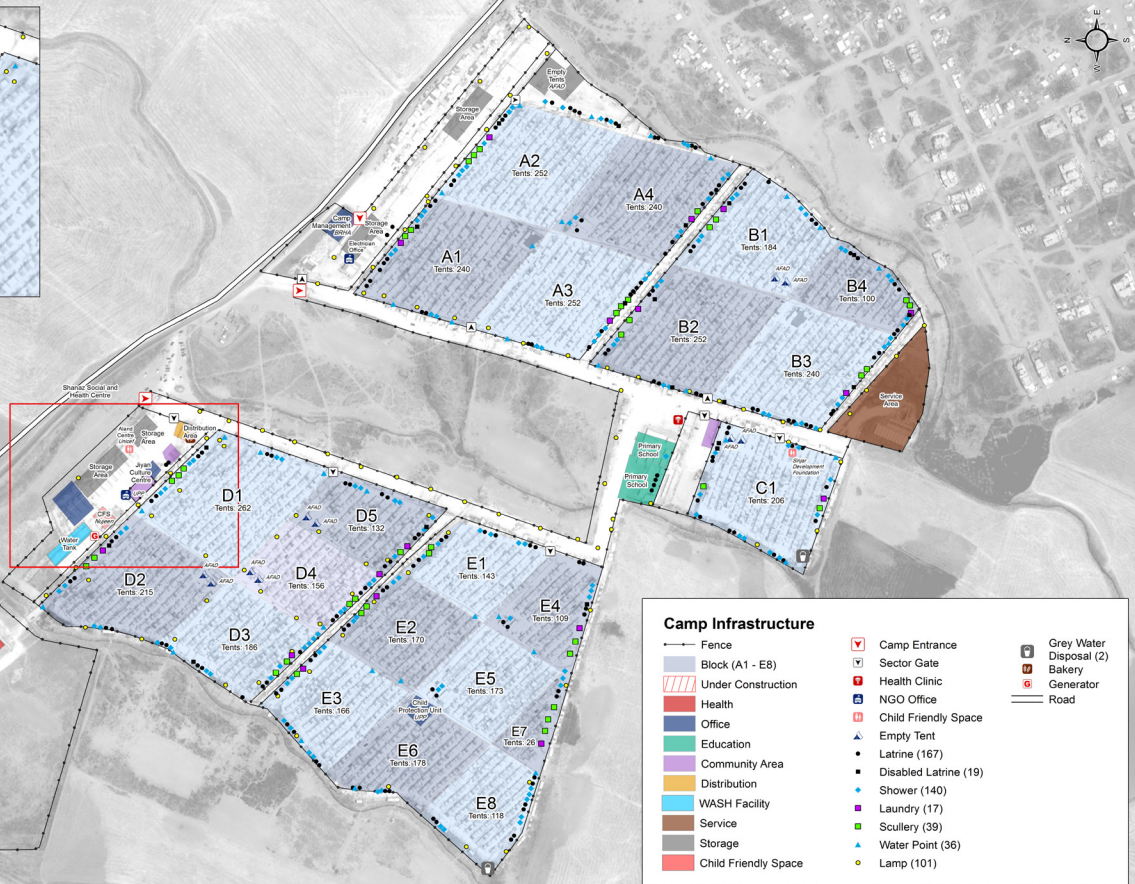 N
E
S
W
Empty
Tents
AFAD
Storage
Area
A2
Tents: 252
A4
Tents: 240
Camp
Management
BRHA
Storage
Area
Electrician
Office
A1
Tents: 240
A3
Tents: 252
B1
Tents: 184
AFAD
AFAD
B4
Tents: 100
B2
Tents: 252
B3
Tents: 240
Service
Area
Shanaz Social and
Health Centre
Nujeen
Storage
Area
Distribution
Area
Centre
Unicef
Storage
Area
Jiyan
Culture
Centre
UPP
CFS
G
Water
Tank
D1
Tents: 262
AFAD
AFAD
D5
Tents: 132
AFAD
AFAD
AFAD
AFAD
D4
Tents: 156
D2
Tents: 215
D3
Tents: 186
Primary
School
Primary
School
AFAD
AFAD
Sinjar
Development
Foundation
C1
Tents: 206
E1
Tents: 143
E4
Tents: 109
E2
Tents: 170
E5
Tents: 173
E3
Tents: 166
Child
Protection Unit
UPP
E7
Tents: 26
E6
Tents: 178
E8
Tents: 118
Camp Infrastructure
Fence
Block (A1 - E8)
Under Construction
Health
Office
Education
Community Area
Distribution
WASH Facility
Service
Storage
Child Friendly Space
Camp Entrance
Sector Gate
Health Clinic
NGO Office
Child Friendly Space
Empty Tent
Latrine (167)
Disabled Latrine (19)
Shower (140)
Laundry (17)
Scullery (39)
Water Point (36)
Lamp (101)
Grey Water
Disposal (2)
Bakery
G
Generator
Road